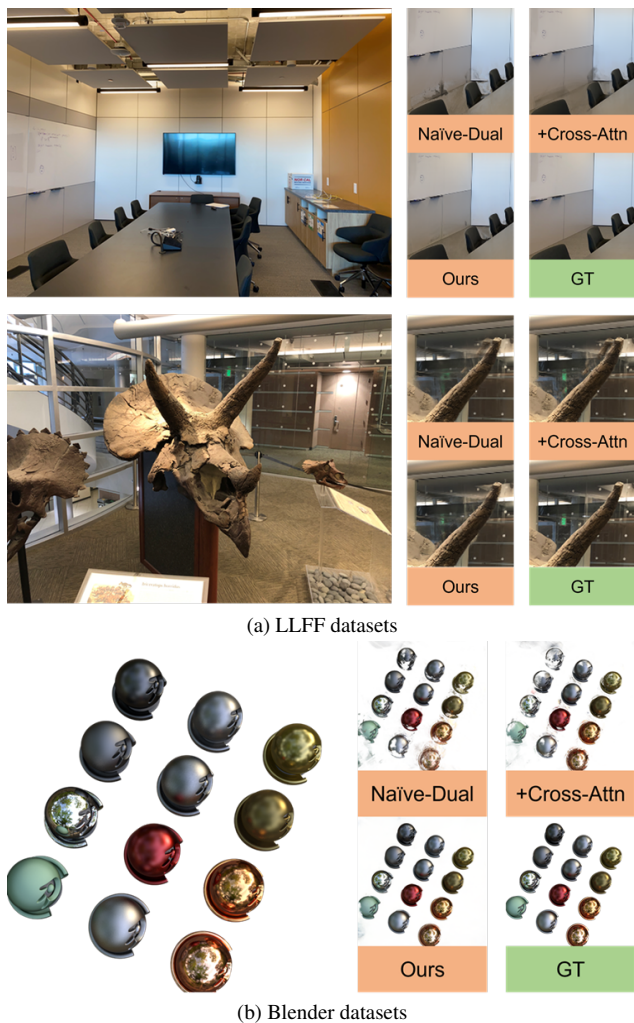 Naïve-Dual
+Cross-Attn
Ours
GT
Naïve-Dual
+Cross-Attn
Ours
GT
(a) LLFF datasets
Naïve-Dual
+Cross-Attn
Ours
GT
(b) Blender datasets